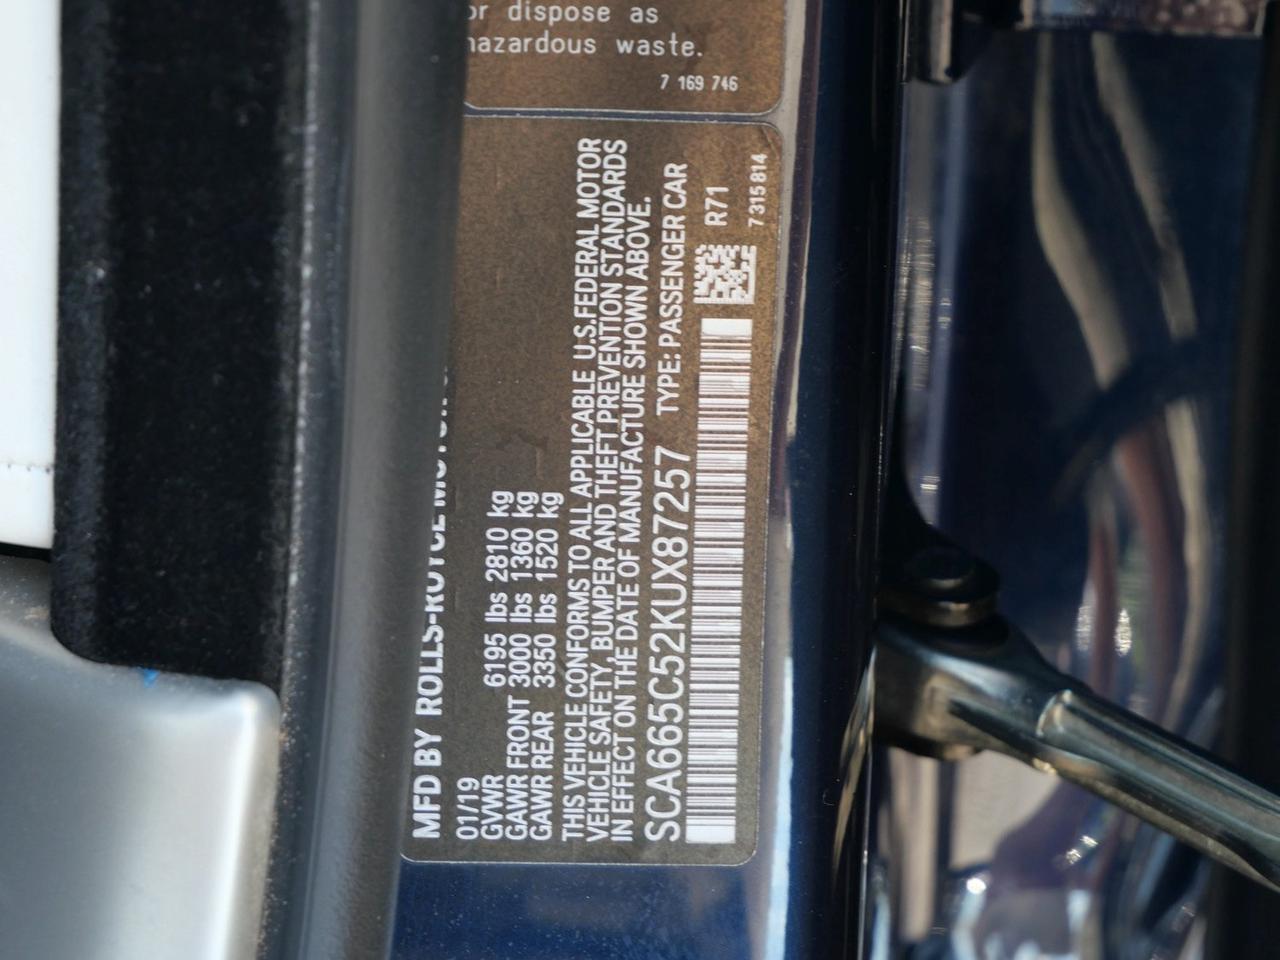 or dispose as
hazardous waste.
7 169 746
MFD BY ROLLS-ROYCE MOTOR
01/19
GVWR 6195 lbs 2810 kg
GAWR FRONT 3000 lbs 1360 kg
GAWR REAR 3350 lbs 1520 kg
THIS VEHICLE CONFORMS TO ALL APPLICABLE U.S.FEDERAL MOTOR
VEHICLE SAFETY, BUMPER AND THEFT PREVENTION STANDARDS
IN EFFECT ON THE DATE OF MANUFACTURE SHOWN ABOVE.
SCA665C52KUX87257 TYPE: PASSENGER CAR
R71
7 315 814